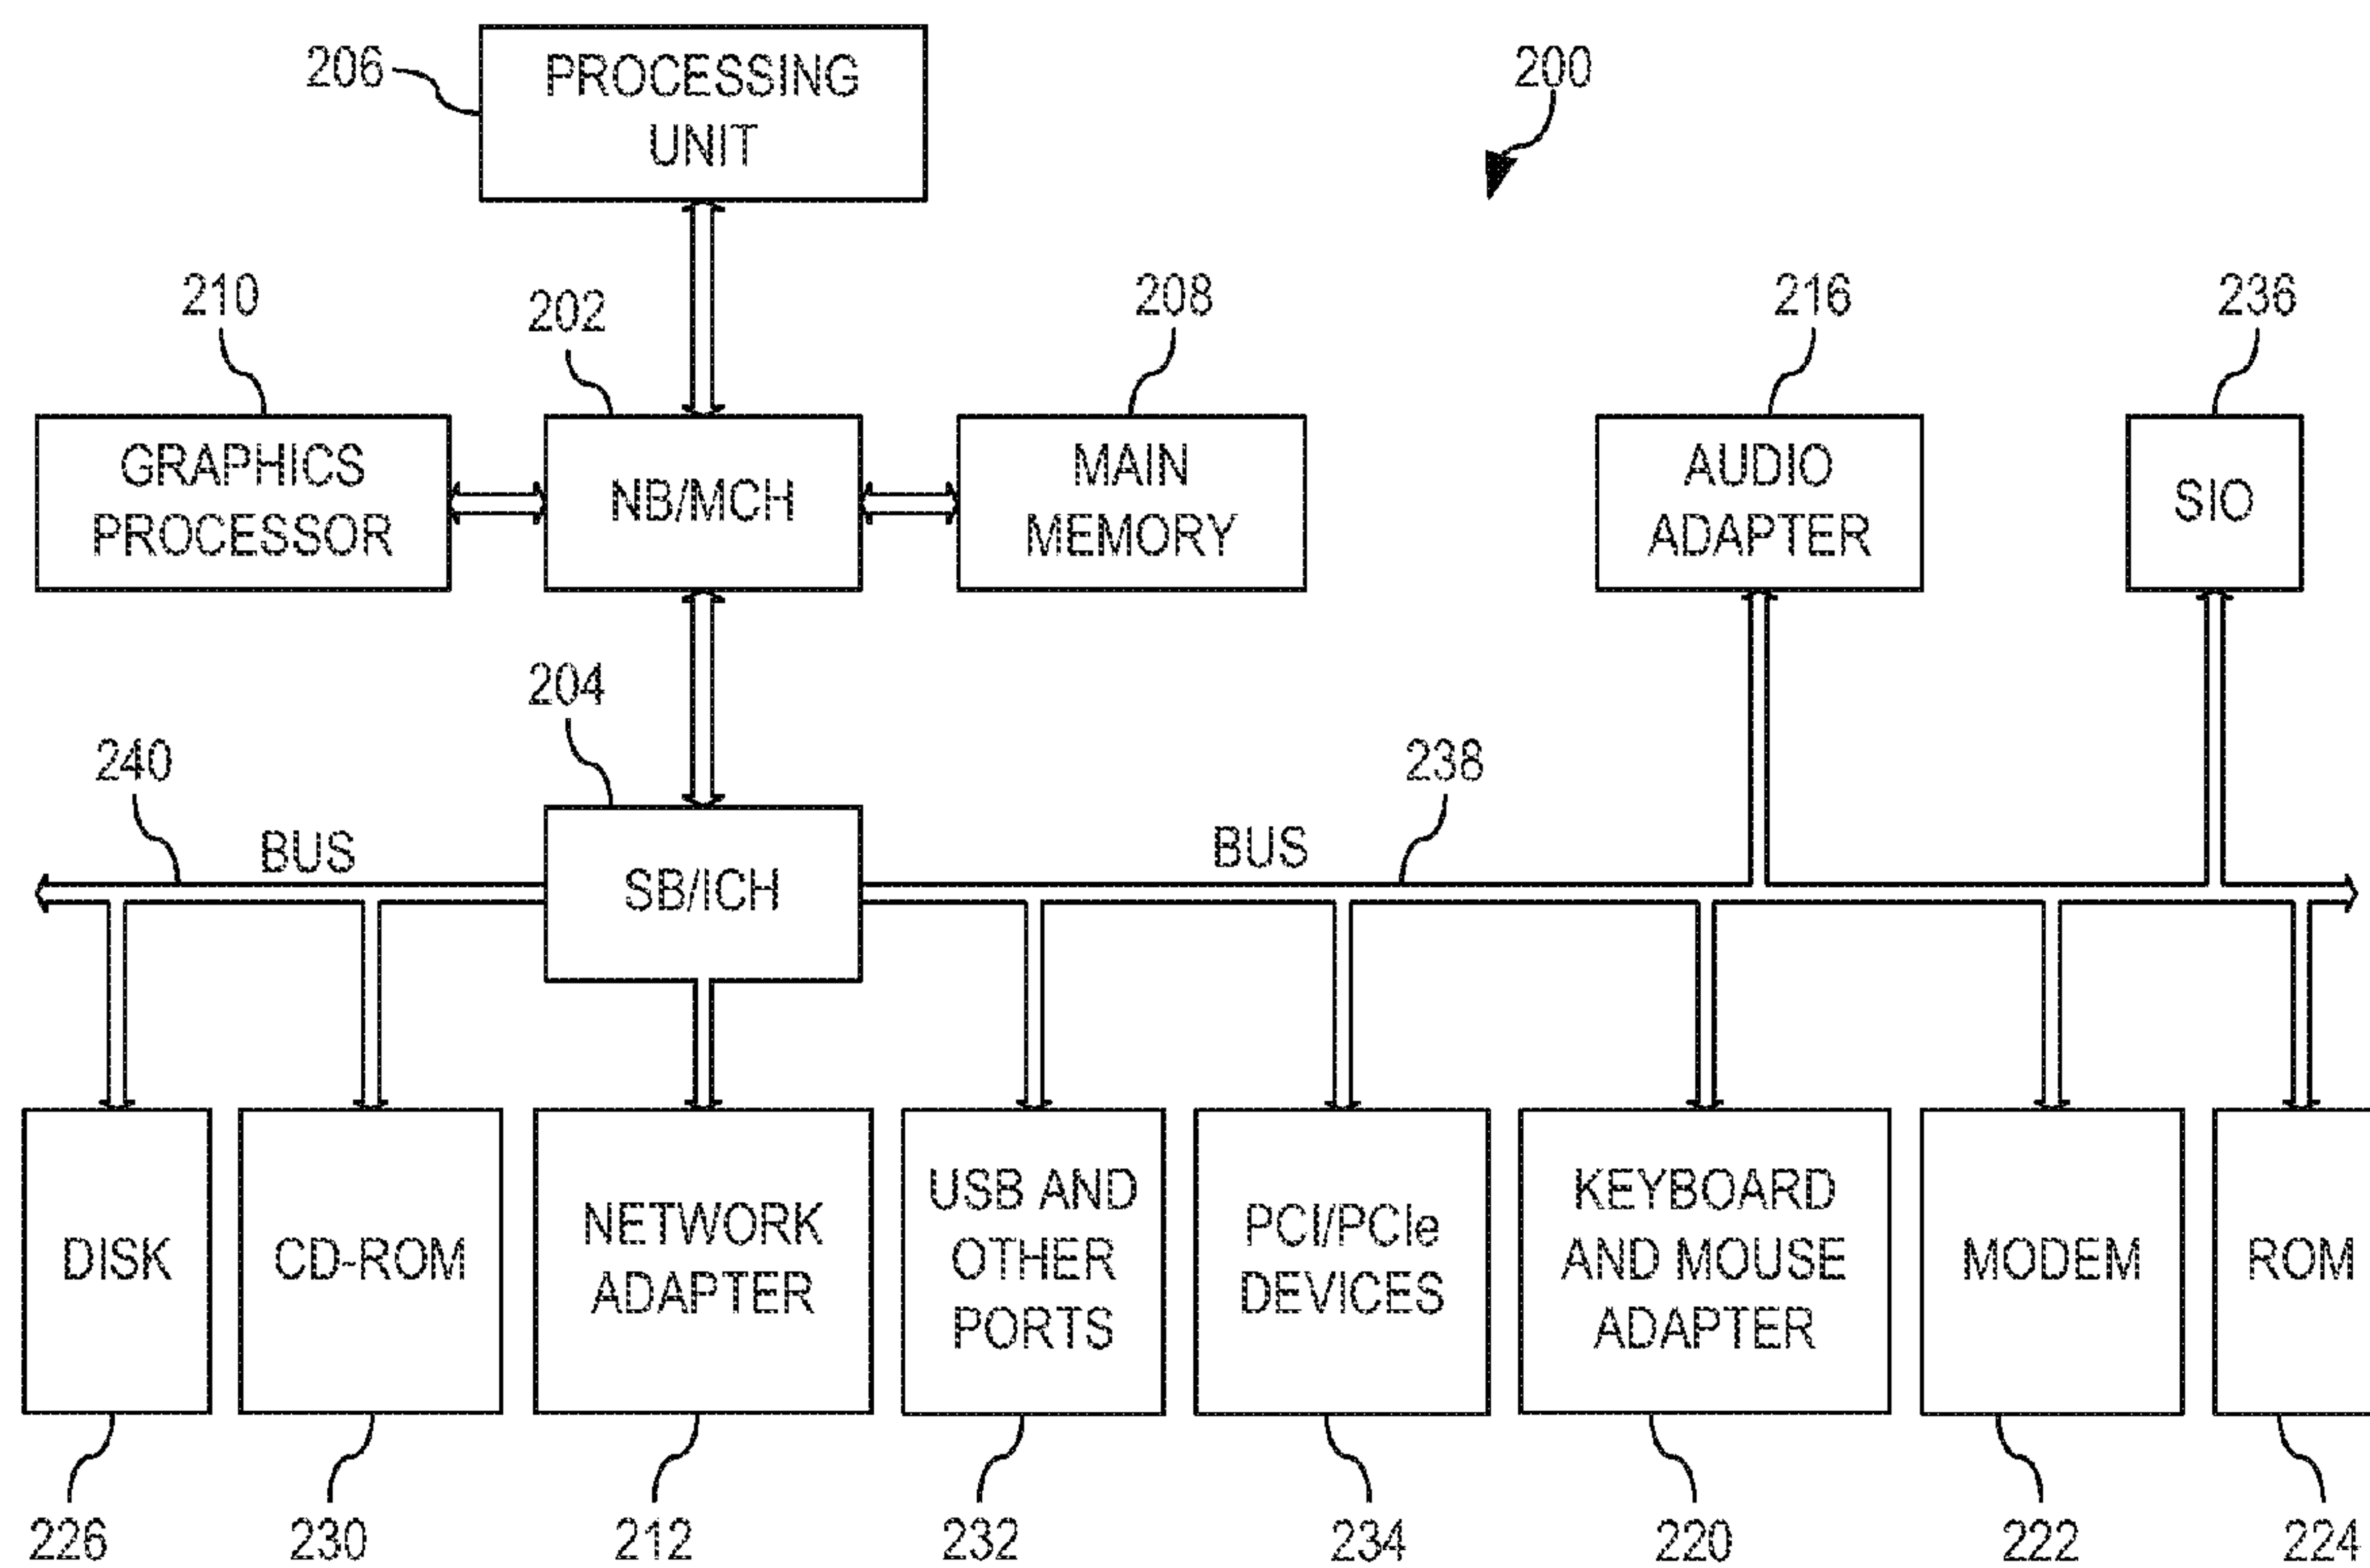 206
PROCESSING
UNIT
200
210
202
208
216
236
GRAPHICS
PROCESSOR
NB/MCH
MAIN
MEMORY
AUDIO
ADAPTER
SIO
204
240
238
BUS
BUS
SB/ICH
DISK
CD-ROM
NETWORK
ADAPTER
USB AND
OTHER
PORTS
PCI/PCIe
DEVICES
KEYBOARD
AND MOUSE
ADAPTER
MODEM
ROM
226
230
212
232
234
220
222
224